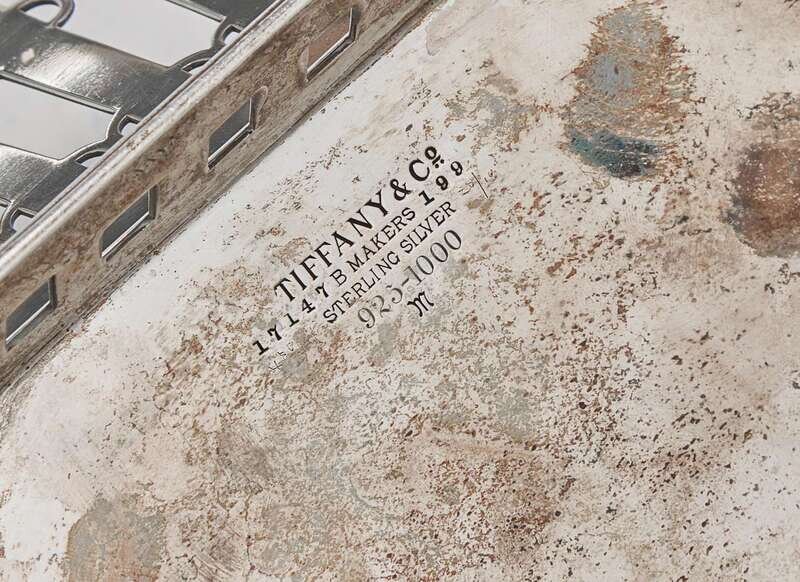 TIFFANY & Co
17147 B MAKERS 199
STERLING SILVER
925-1000
M